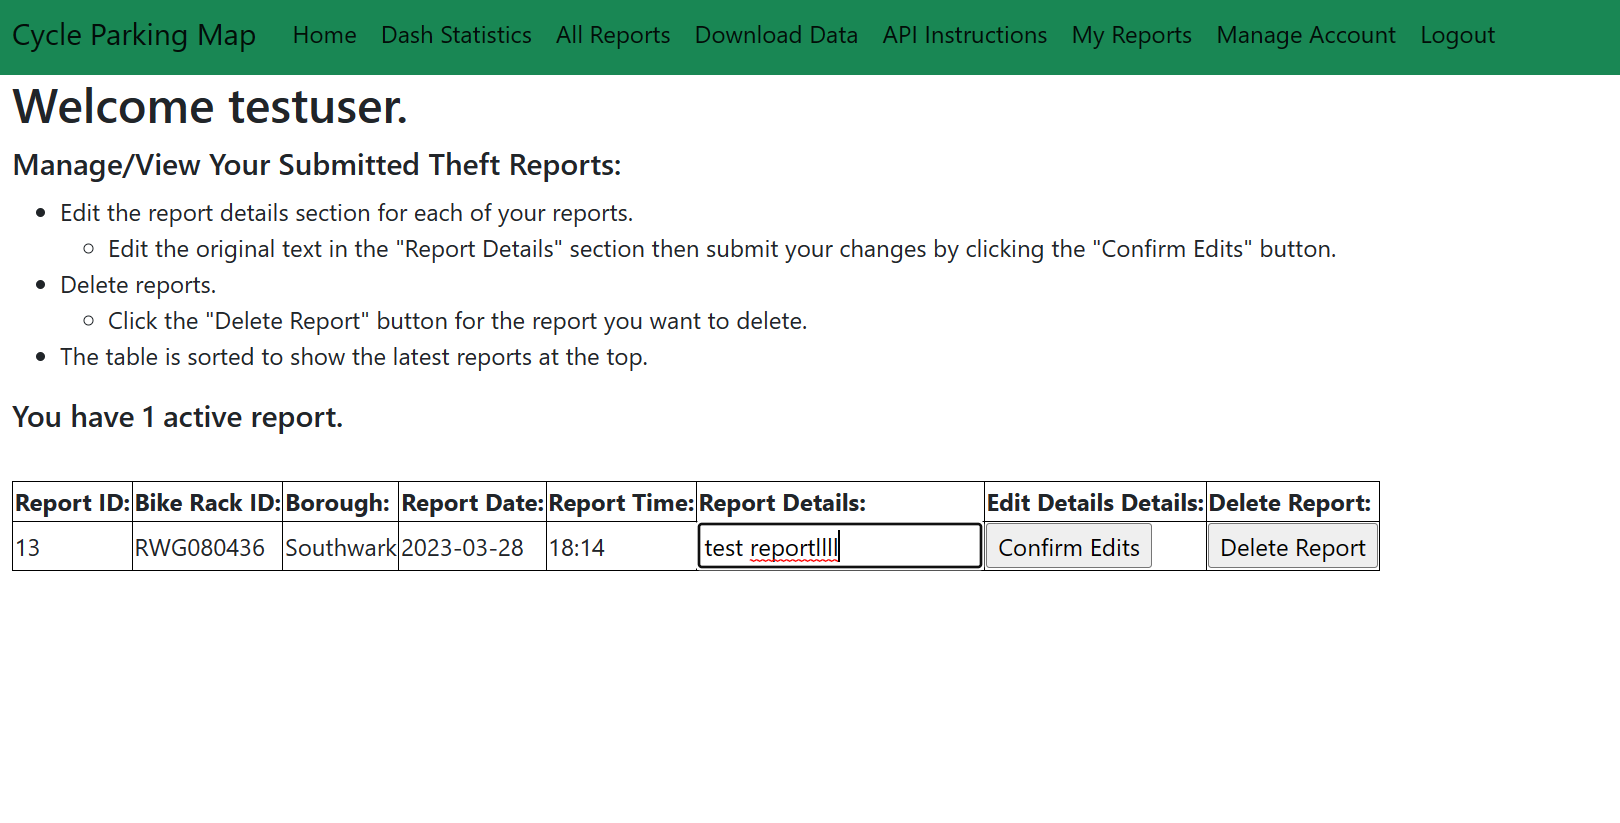 Cycle Parking Map Home Dash Statistics All Reports Download Data API Instructions My Reports Manage Account Logout
Welcome testuser.
Manage/View Your Submitted Theft Reports:
Edit the report details section for each of your reports.
Edit the original text in the "Report Details" section then submit your changes by clicking the "Confirm Edits" button.
Delete reports.
Click the "Delete Report" button for the report you want to delete.
The table is sorted to show the latest reports at the top.
You have 1 active report.
Report ID: Bike Rack ID: Borough: Report Date: Report Time: Report Details: Edit Details Details: Delete Report:
13 RWG080436 Southwark 2023-03-28 18:14 test reportllll Confirm Edits Delete Report